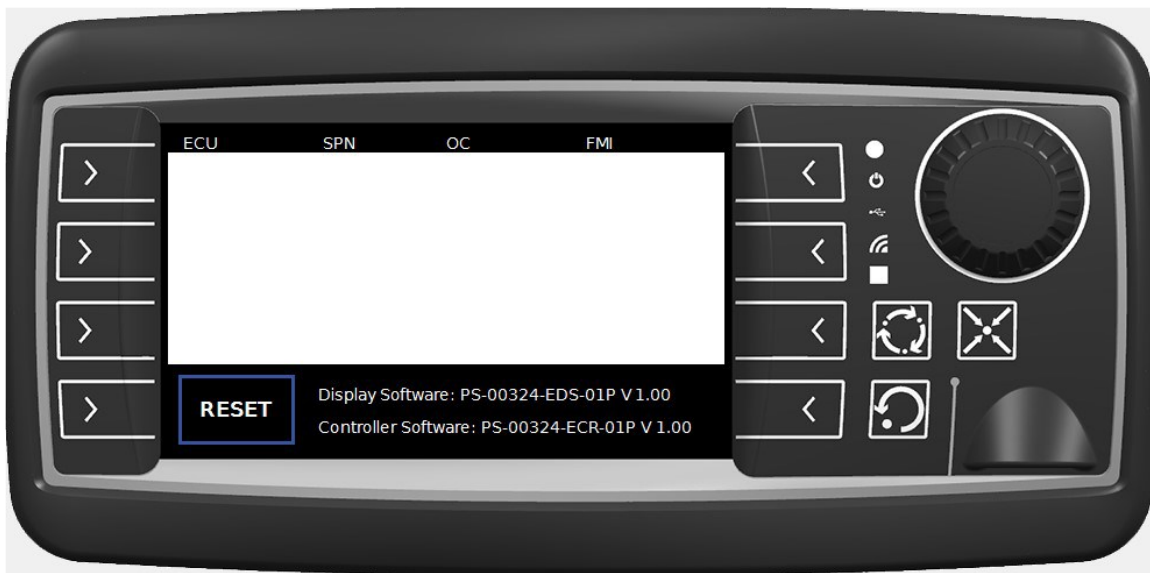 ECU SPN OC FMI
RESET
Display Software: PS-00324-EDS-01P V 1.00
Controller Software: PS-00324-ECR-01P V 1.00